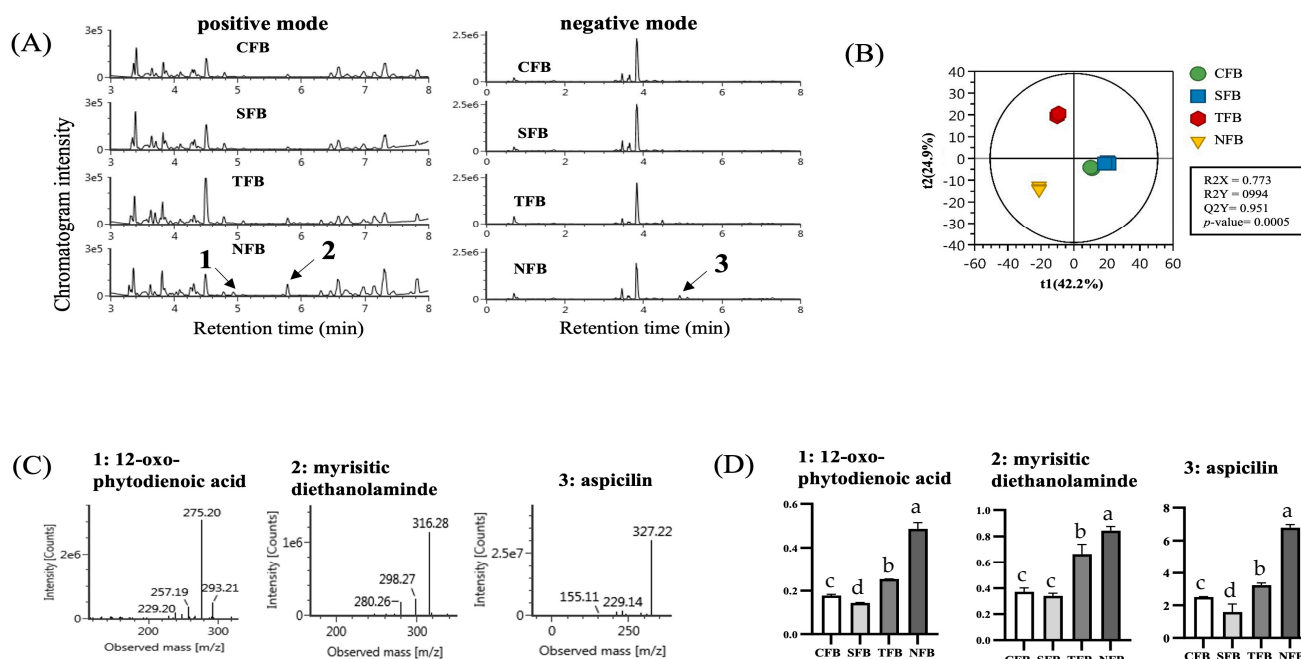 (A)
positive mode
negative mode
Chromatogram intensity
3e5
0
CFB
3 4 5 6 7 8
3e5
0
SFB
3 4 5 6 7 8
3e5
0
TFB
3 4 5 6 7 8
3e5
0
NFB
1
2
3 4 5 6 7 8
Retention time (min)
2.5e6
0
CFB
0 2 4 6 8
2.5e6
0
SFB
0 2 4 6 8
2.5e6
0
TFB
0 2 4 6 8
2.5e6
0
NFB
3
0 2 4 6 8
Retention time (min)
(B)
t2(24.9%)
40
30
20
10
0
-10
-20
-30
-40
-60 -40 -20 0 20 40 60
t1(42.2%)
CFB
SFB
TFB
NFB
R2X = 0.773
R2Y = 0994
Q2Y= 0.951
p-value= 0.0005
(C)
1: 12-oxo-
phytodienoic acid
Intensity [Counts]
2e6
0
275.20
257.19
293.21
229.20
200 300
Observed mass [m/z]
2: myrisitic
diethanolaminde
Intensity [Counts]
1e6
0
316.28
298.27
280.26
200 300
Observed mass [m/z]
3: aspicilin
Intensity [Counts]
2.5e7
0
327.22
155.11
229.14
0 250
Observed mass [m/z]
(D)
1: 12-oxo-
phytodienoic acid
0.6
0.4
0.2
0.0
c d b a
CFB SFB TFB NFB
2: myrisitic
diethanolaminde
1.0
0.8
0.6
0.4
0.2
0.0
c c b a
CFB SFB TFB NFB
3: aspicilin
8
6
4
2
0
c d b a
CFB SFB TFB NFB